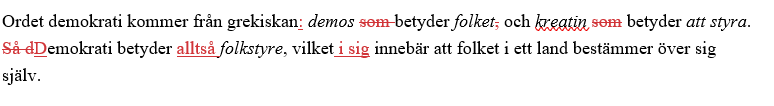 Ordet demokrati kommer från grekiskan: demos som betyder folket, och kreatin som betyder att styra.
Så dDemokrati betyder alltså folkstyre, vilket i sig innebär att folket i ett land bestämmer över sig
själv.